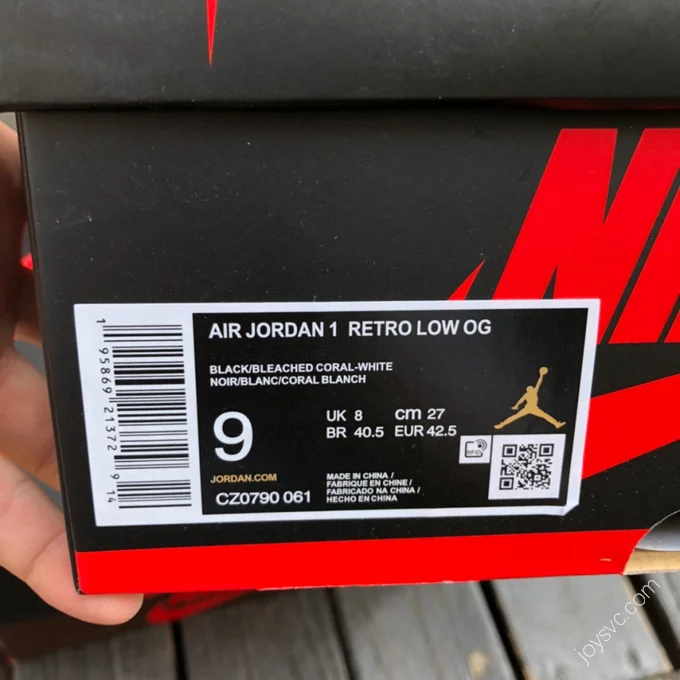 NI
AIR JORDAN 1 RETRO LOW OG
BLACK/BLEACHED CORAL-WHITE
NOIR/BLANC/CORAL BLANCH
9
UK 8 cm 27
BR 40.5 EUR 42.5
RFID
JORDAN.COM
CZ0790 061
MADE IN CHINA /
FABRIQUE EN CHINE /
FABRICADO NA CHINA /
HECHO EN CHINA
1 95869 21372 9 14
joysvc.com